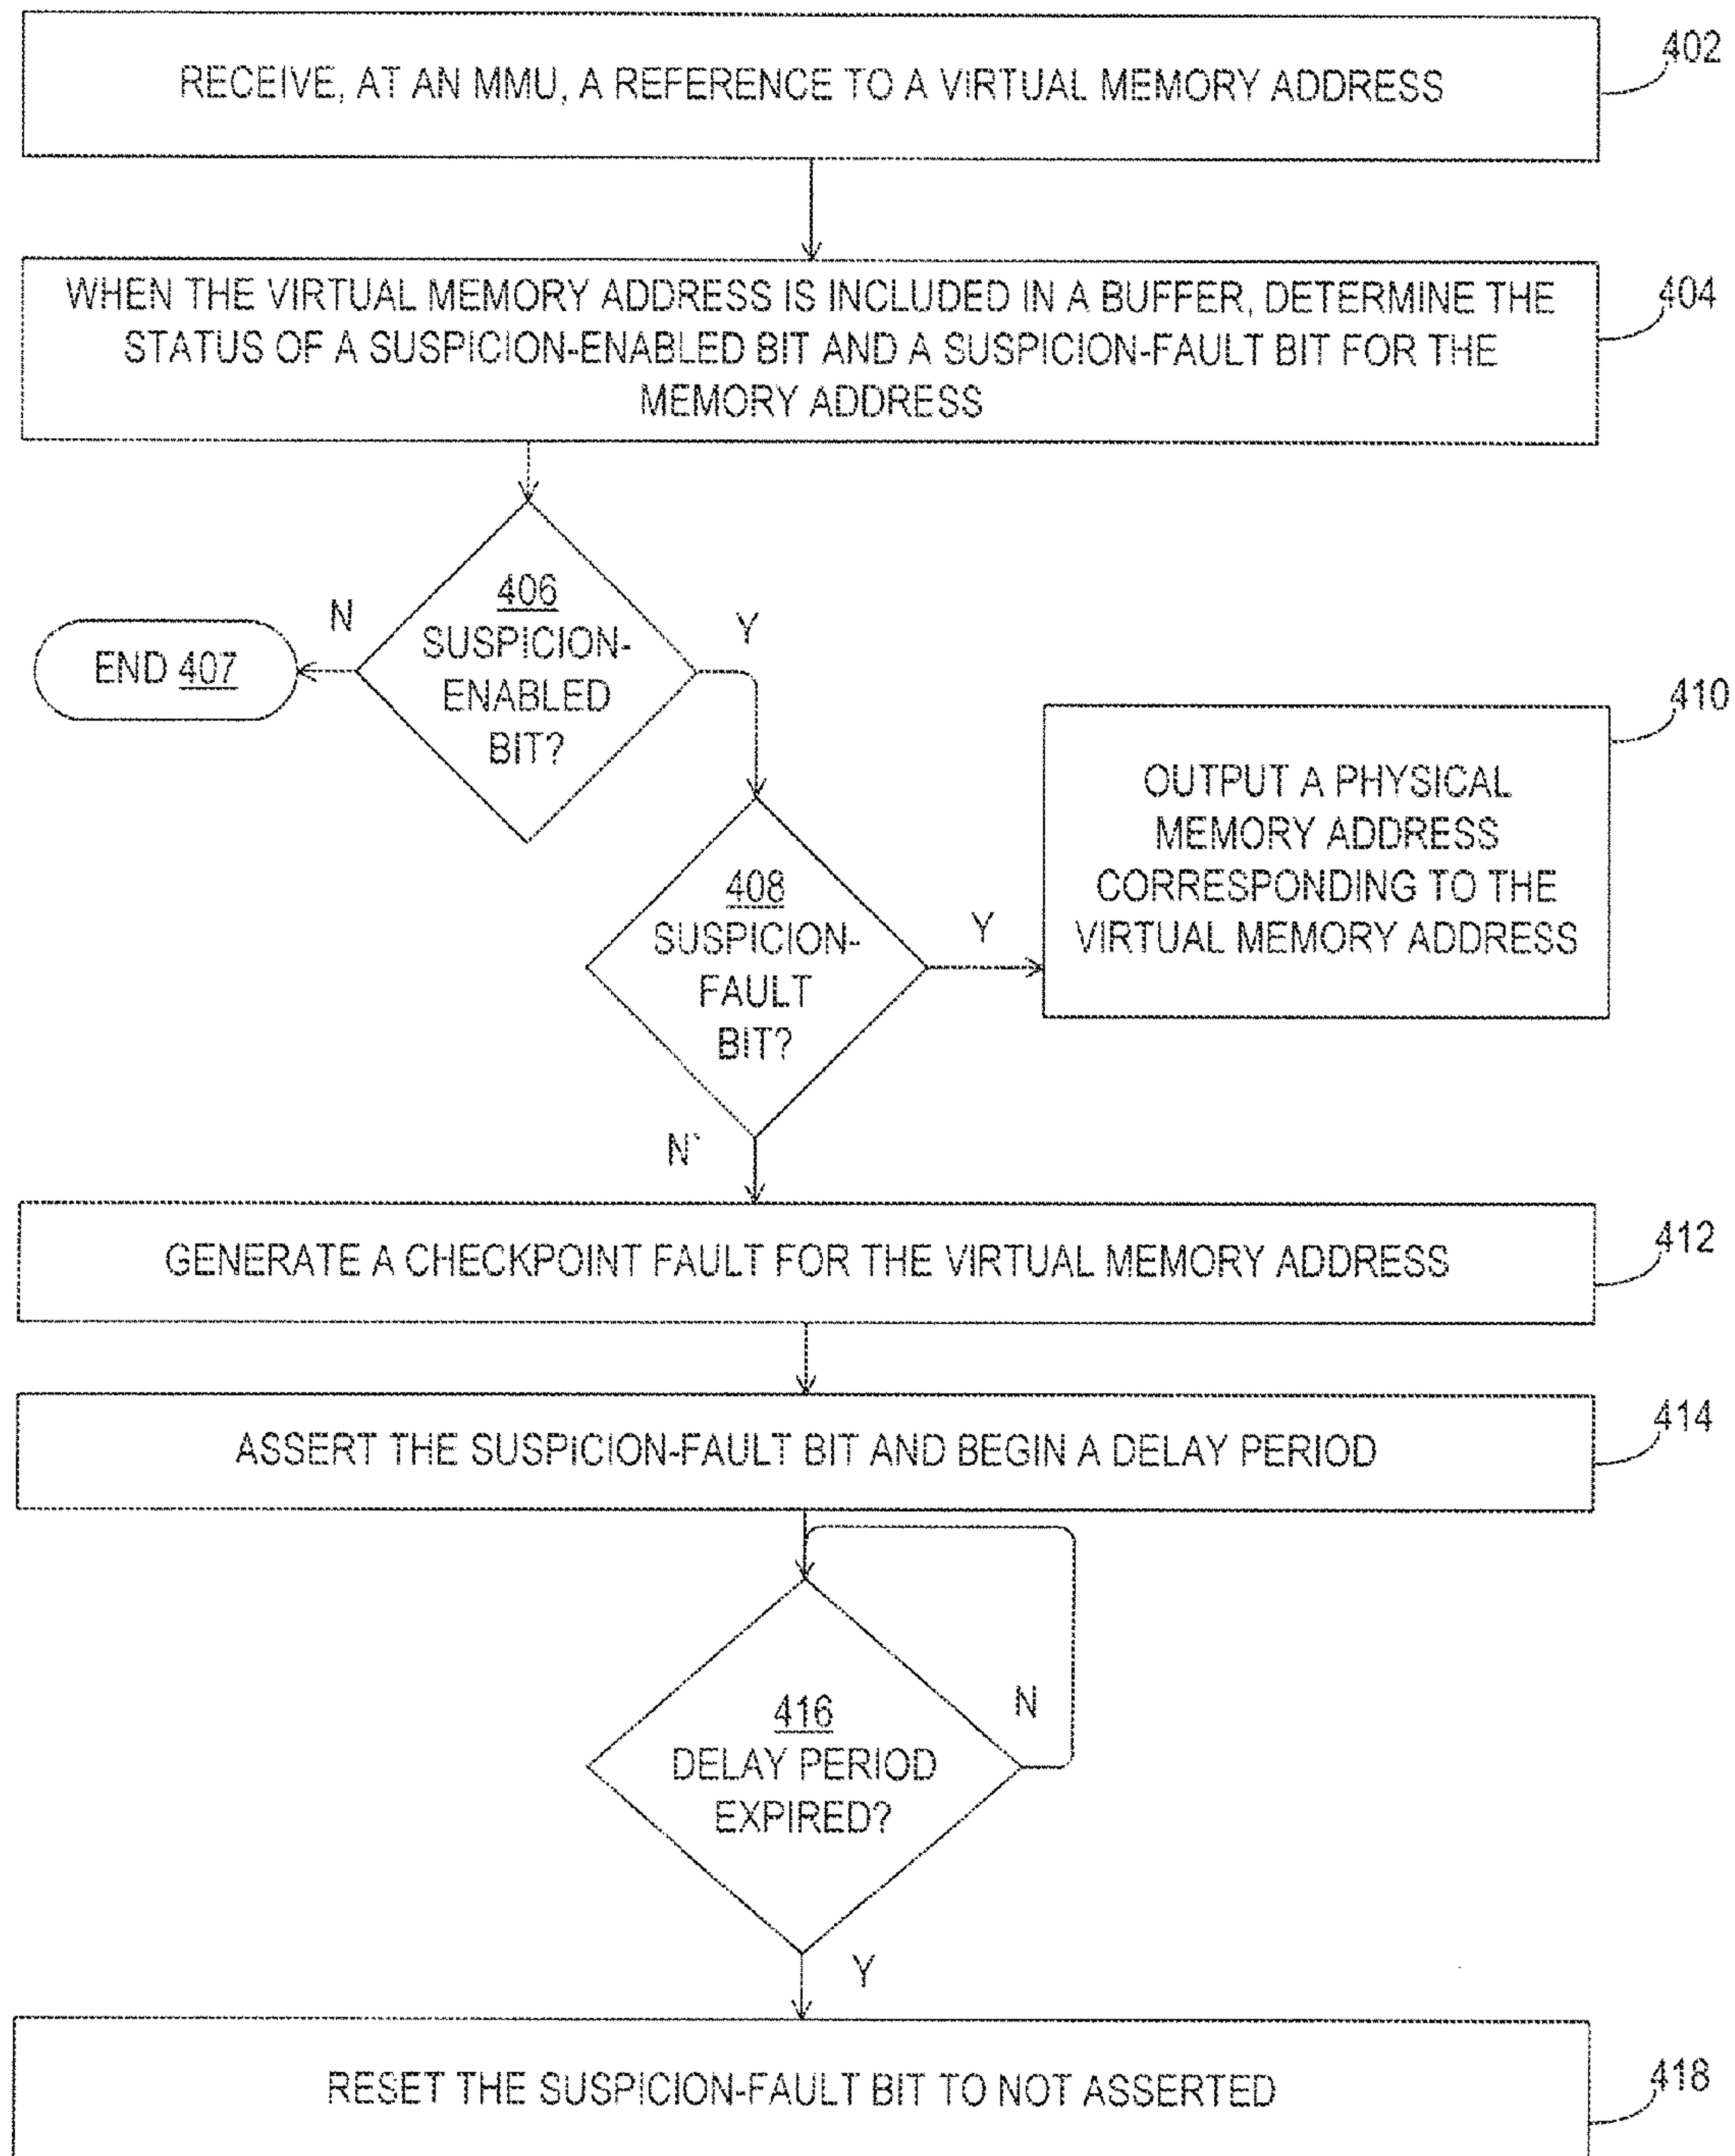 RECEIVE, AT AN MMU, A REFERENCE TO A VIRTUAL MEMORY ADDRESS
402
WHEN THE VIRTUAL MEMORY ADDRESS IS INCLUDED IN A BUFFER, DETERMINE THE
STATUS OF A SUSPICION-ENABLED BIT AND A SUSPICION-FAULT BIT FOR THE
MEMORY ADDRESS
404
406
SUSPICION-
ENABLED
BIT?
N
Y
END 407
408
SUSPICION-
FAULT
BIT?
Y
N
410
OUTPUT A PHYSICAL
MEMORY ADDRESS
CORRESPONDING TO THE
VIRTUAL MEMORY ADDRESS
GENERATE A CHECKPOINT FAULT FOR THE VIRTUAL MEMORY ADDRESS
412
ASSERT THE SUSPICION-FAULT BIT AND BEGIN A DELAY PERIOD
414
416
DELAY PERIOD
EXPIRED?
N
Y
RESET THE SUSPICION-FAULT BIT TO NOT ASSERTED
418